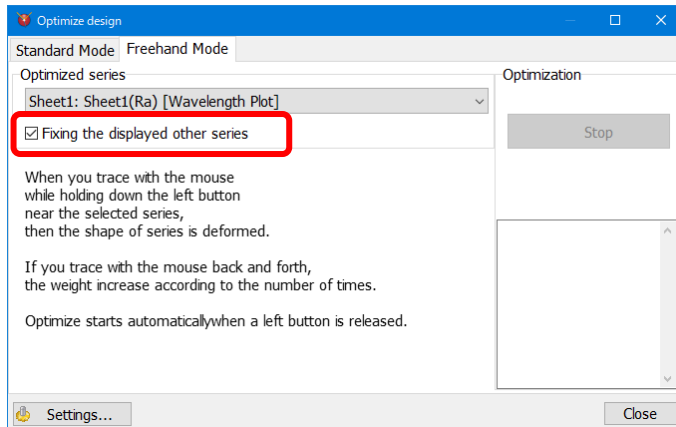 Optimize design
Standard Mode Freehand Mode
Optimized series
Sheet1: Sheet1(Ra) [Wavelength Plot]
Fixing the displayed other series
When you trace with the mouse
while holding down the left button
near the selected series,
then the shape of series is deformed.
If you trace with the mouse back and forth,
the weight increase according to the number of times.
Optimize starts automaticallywhen a left button is released.
Optimization
Stop
Settings...
Close